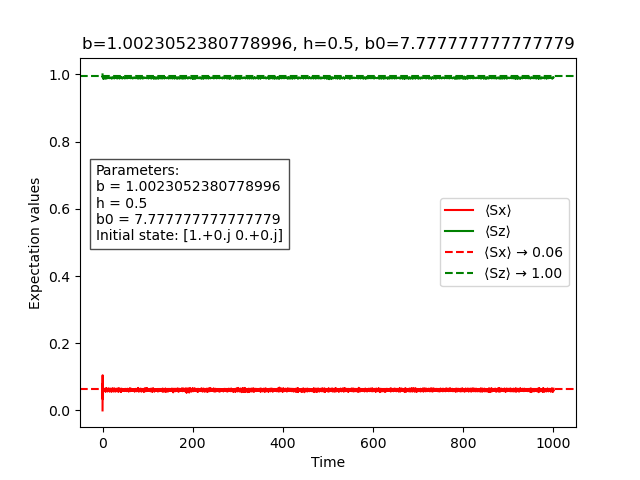 b=1.0023052380778996, h=0.5, b0=7.777777777777779
1.0
0.8
0.6
0.4
0.2
0.0
Expectation values
Parameters:
b = 1.0023052380778996
h = 0.5
b0 = 7.777777777777779
Initial state: [1.+0.j 0.+0.j]
⟨Sx⟩
⟨Sz⟩
⟨Sx⟩ → 0.06
⟨Sz⟩ → 1.00
0
200
400
600
800
1000
Time